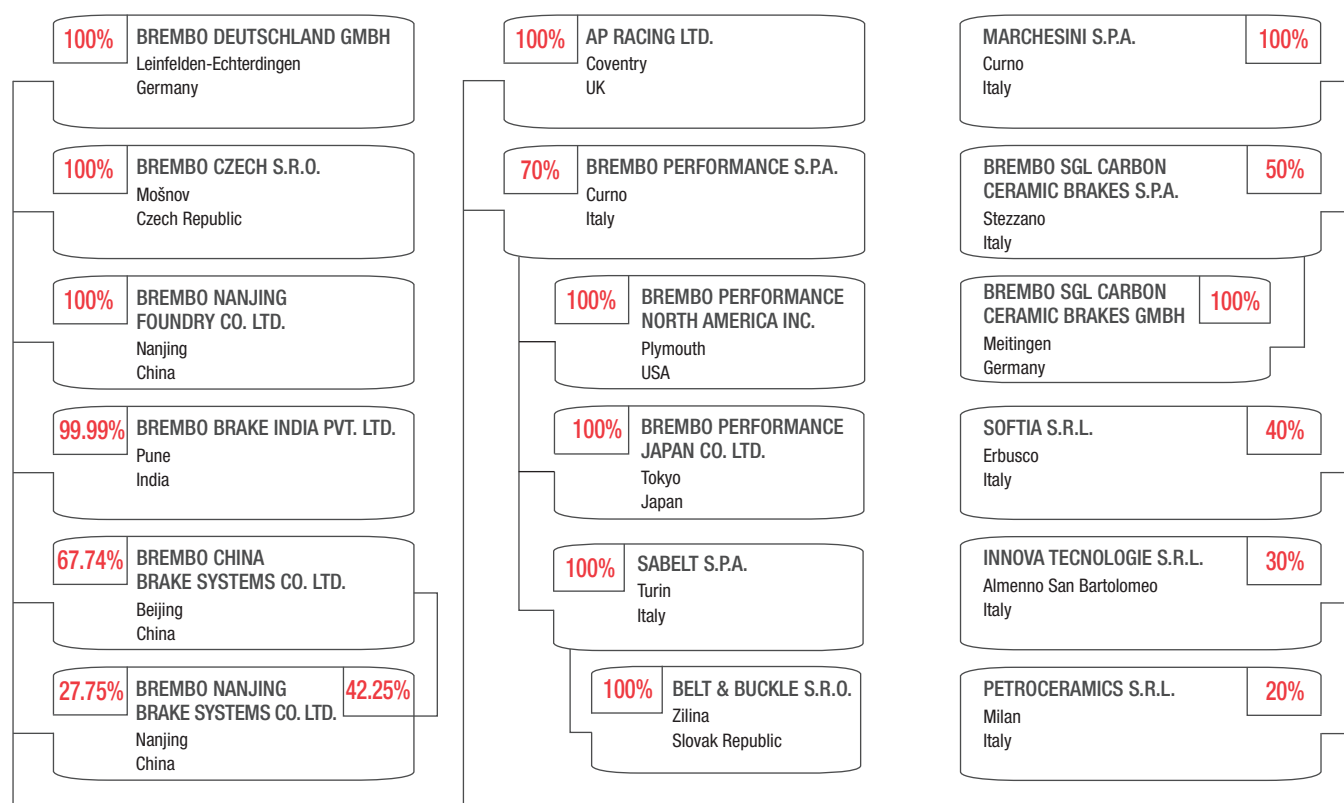 100%
BREMBO DEUTSCHLAND GMBH
Leinfelden-Echterdingen
Germany
100%
BREMBO CZECH S.R.O.
Mošnov
Czech Republic
100%
BREMBO NANJING
FOUNDRY CO. LTD.
Nanjing
China
99.99%
BREMBO BRAKE INDIA PVT. LTD.
Pune
India
67.74%
BREMBO CHINA
BRAKE SYSTEMS CO. LTD.
Beijing
China
27.75%
BREMBO NANJING
BRAKE SYSTEMS CO. LTD.
42.25%
Nanjing
China
100%
AP RACING LTD.
Coventry
UK
70%
BREMBO PERFORMANCE S.P.A.
Curno
Italy
100%
BREMBO PERFORMANCE
NORTH AMERICA INC.
Plymouth
USA
100%
BREMBO PERFORMANCE
JAPAN CO. LTD.
Tokyo
Japan
100%
SABELT S.P.A.
Turin
Italy
100%
BELT & BUCKLE S.R.O.
Zilina
Slovak Republic
MARCHESINI S.P.A.
100%
Curno
Italy
BREMBO SGL CARBON
CERAMIC BRAKES S.P.A.
50%
Stezzano
Italy
BREMBO SGL CARBON
CERAMIC BRAKES GMBH
100%
Meitingen
Germany
SOFTIA S.R.L.
40%
Erbusco
Italy
INNOVA TECNOLOGIE S.R.L.
30%
Almenno San Bartolomeo
Italy
PETROCERAMICS S.R.L.
20%
Milan
Italy